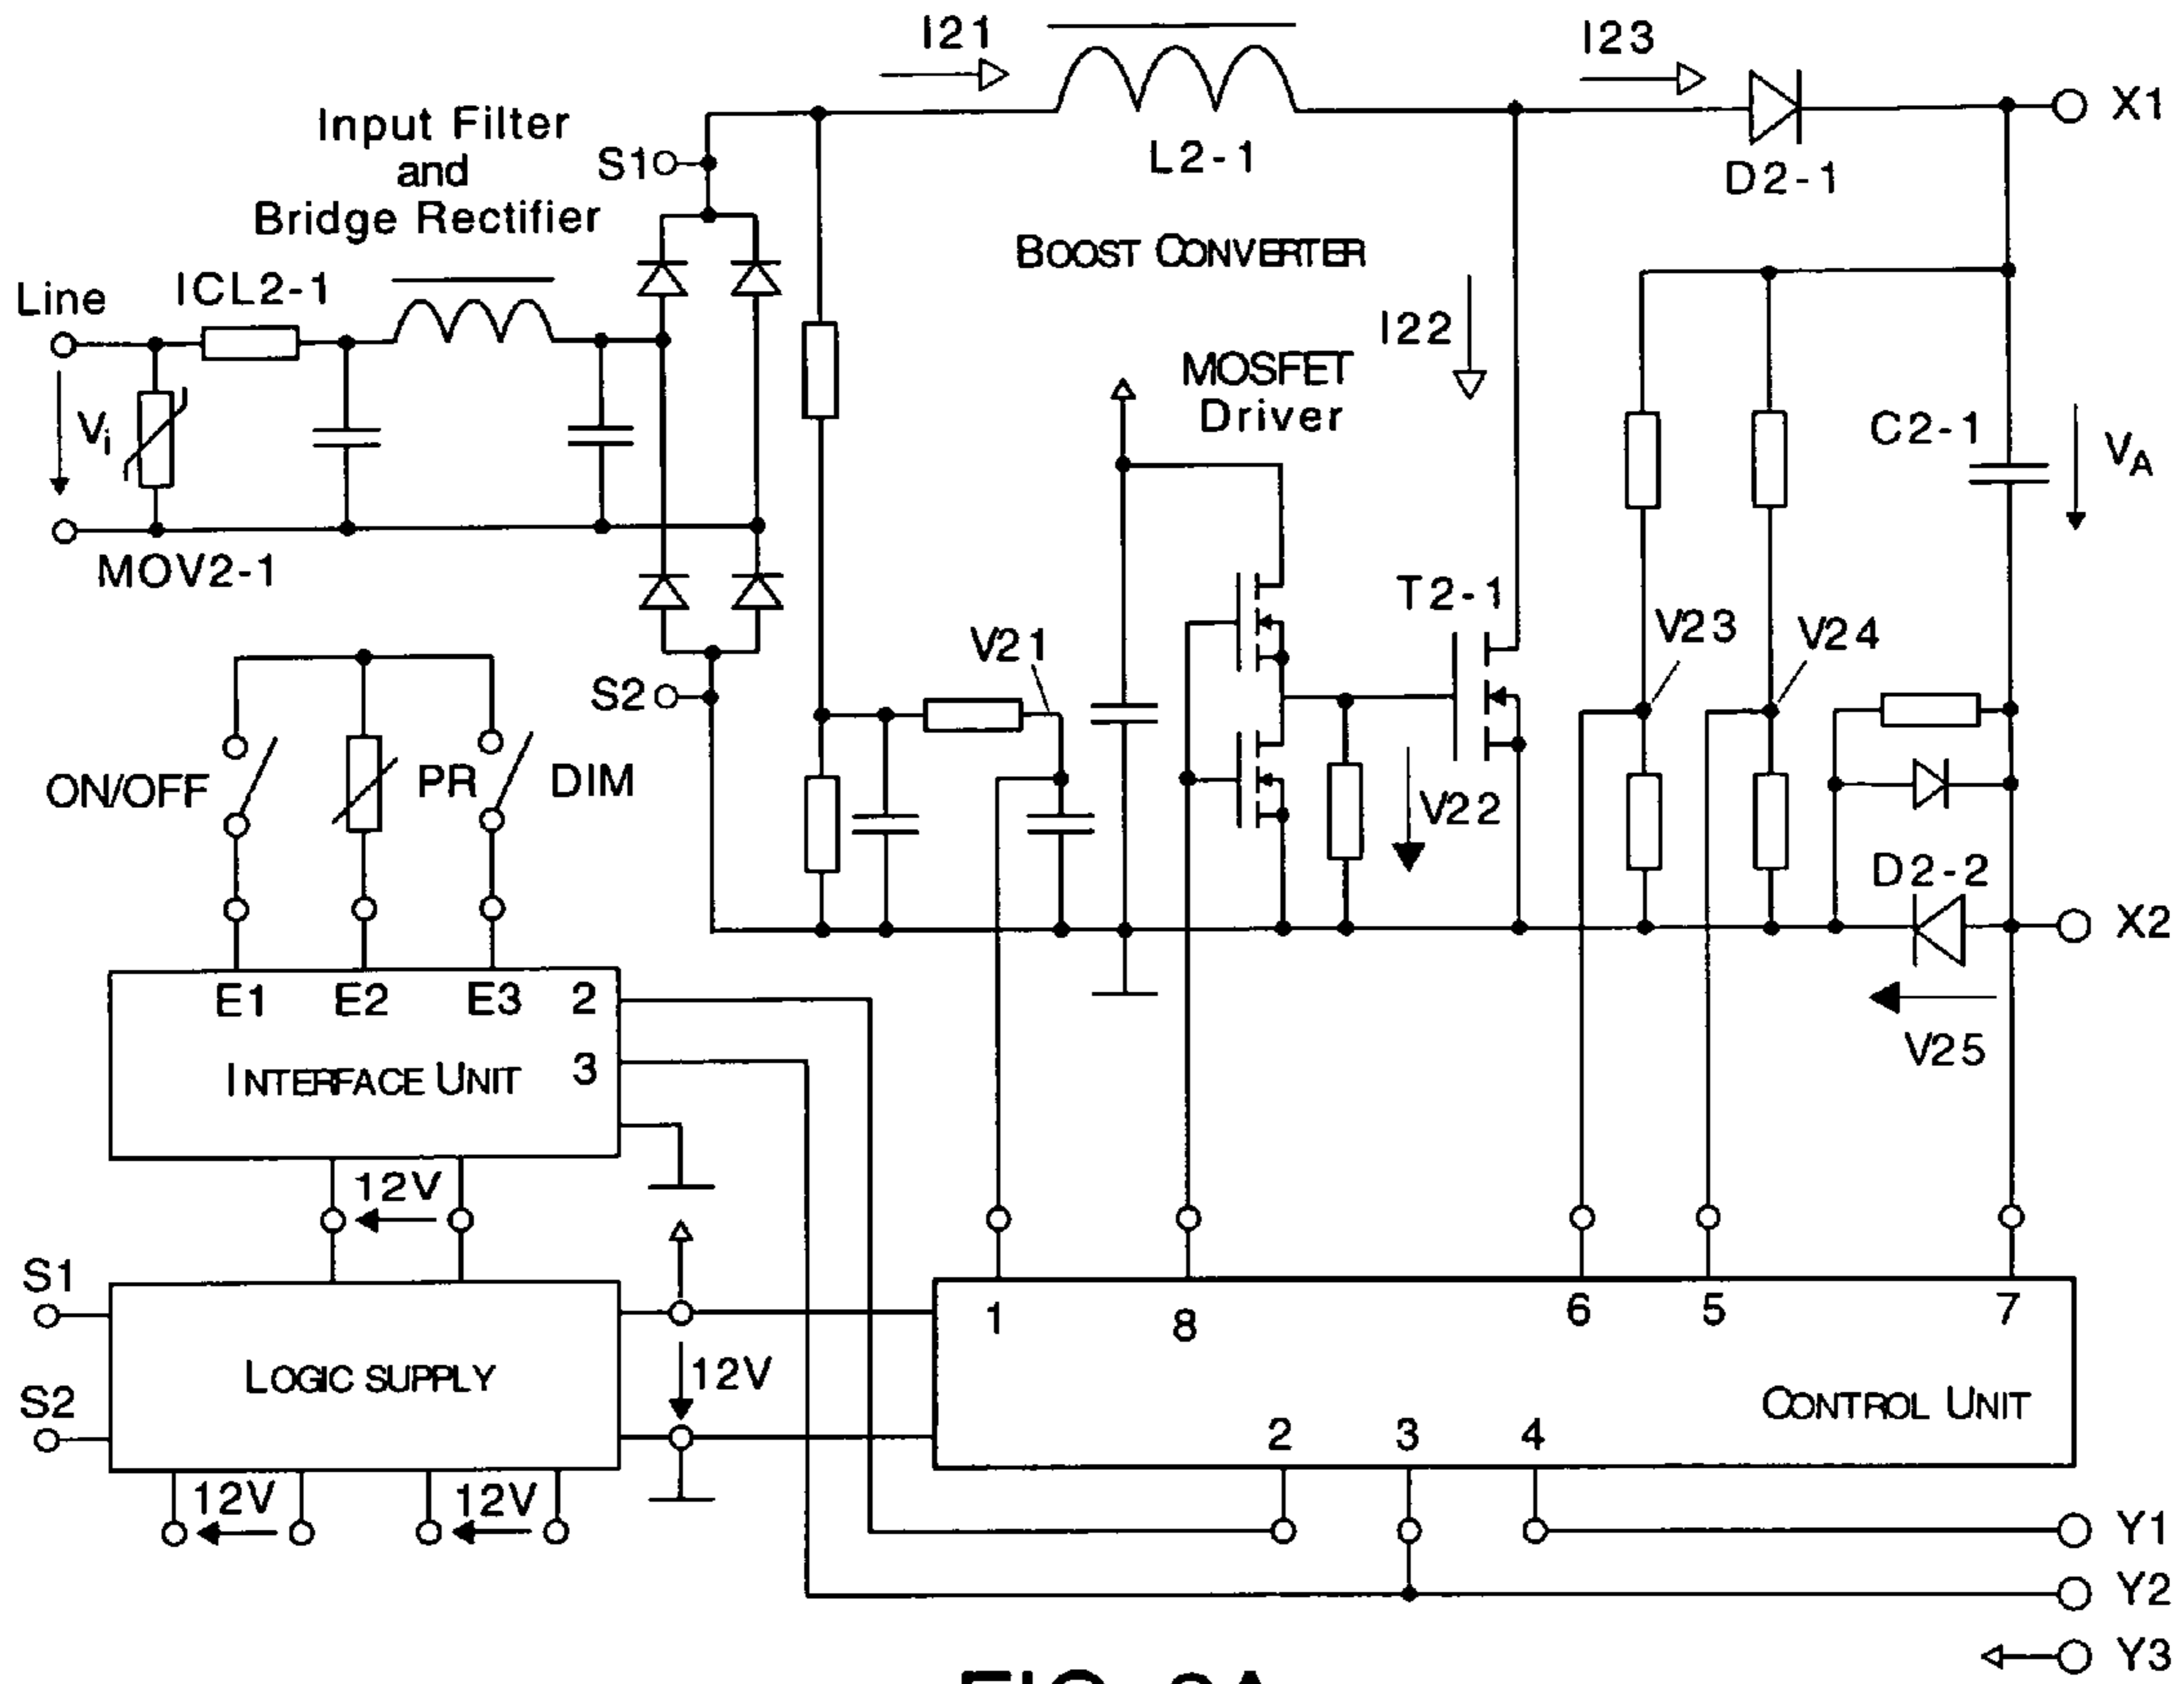 I21
I23
X1
Input Filter
and
Bridge Rectifier
S1
L2-1
D2-1
BOOST CONVERTER
Line
ICL2-1
I22
MOSFET
Driver
Vi
C2-1
VA
MOV2-1
T2-1
V23
V24
V21
S2
ON/OFF
PR
DIM
V22
D2-2
X2
E1
E2
E3
2
V25
INTERFACE UNIT
3
12V
S1
1
8
6
5
7
LOGIC SUPPLY
12V
S2
CONTROL UNIT
2
3
4
12V
12V
Y1
Y2
Y3